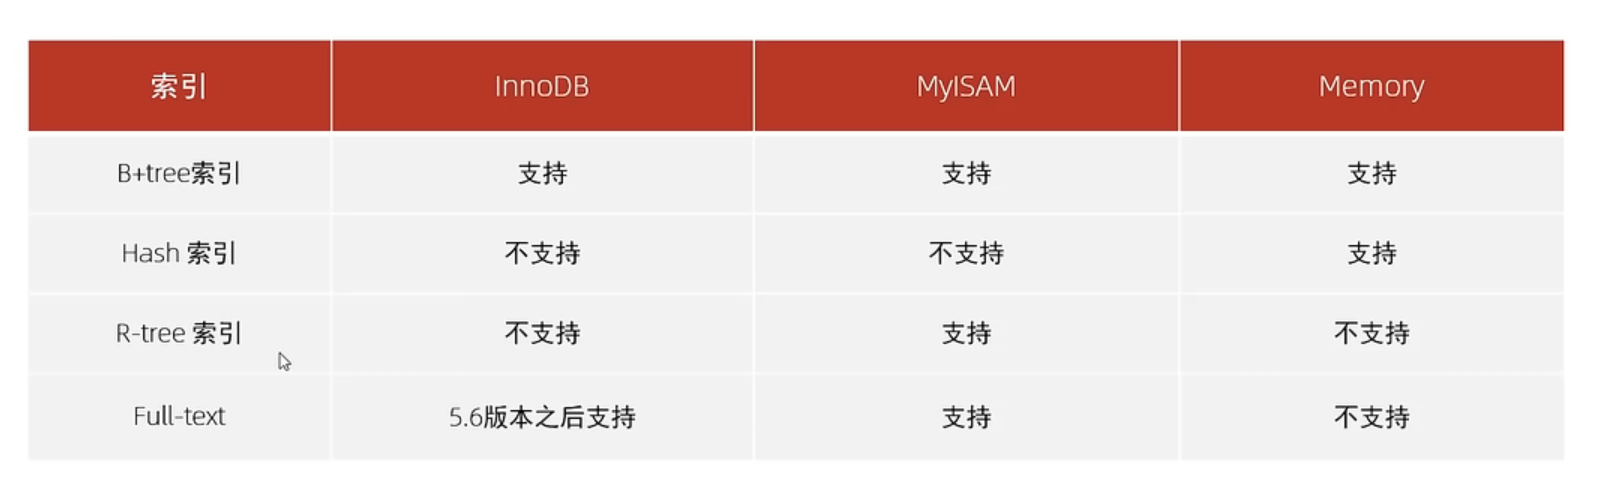 索引 InnoDB MyISAM Memory
B+tree索引 支持 支持 支持
Hash 索引 不支持 不支持 支持
R-tree 索引 不支持 支持 不支持
Full-text 5.6版本之后支持 支持 不支持